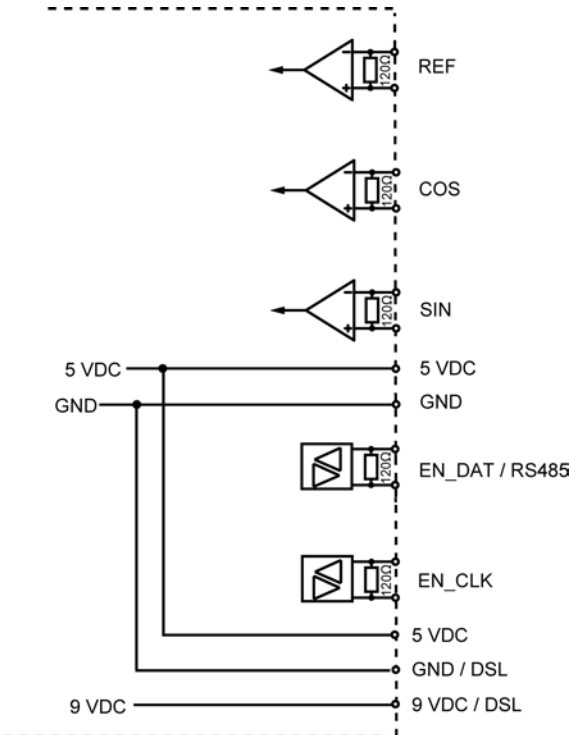 REF
120Ω
COS
120Ω
SIN
120Ω
5 VDC 5 VDC
GND GND
EN_DAT / RS485
120Ω
EN_CLK
120Ω
5 VDC
GND / DSL
9 VDC 9 VDC / DSL